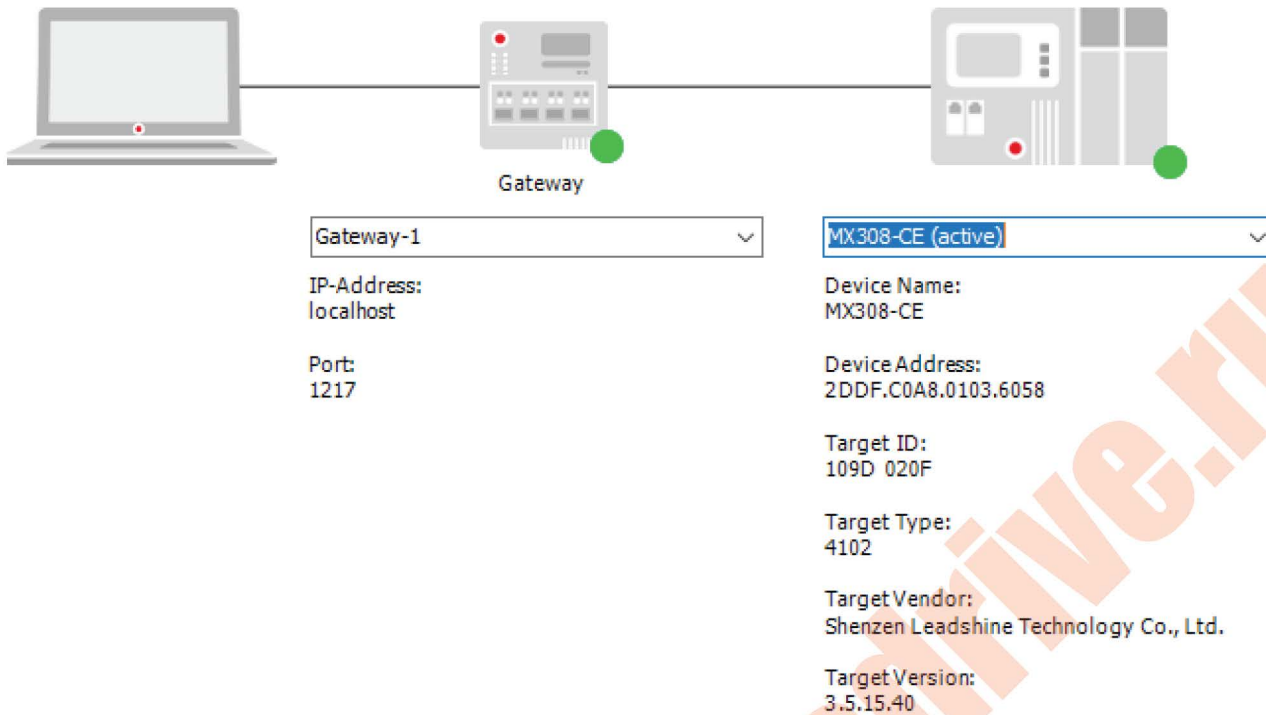 Gateway
Gateway-1
IP-Address:
localhost
Port:
1217
MX308-CE (active)
Device Name:
MX308-CE
Device Address:
2DDF.C0A8.0103.6058
Target ID:
109D 020F
Target Type:
4102
Target Vendor:
Shenzen Leadshine Technology Co., Ltd.
Target Version:
3.5.15.40
drive.ru